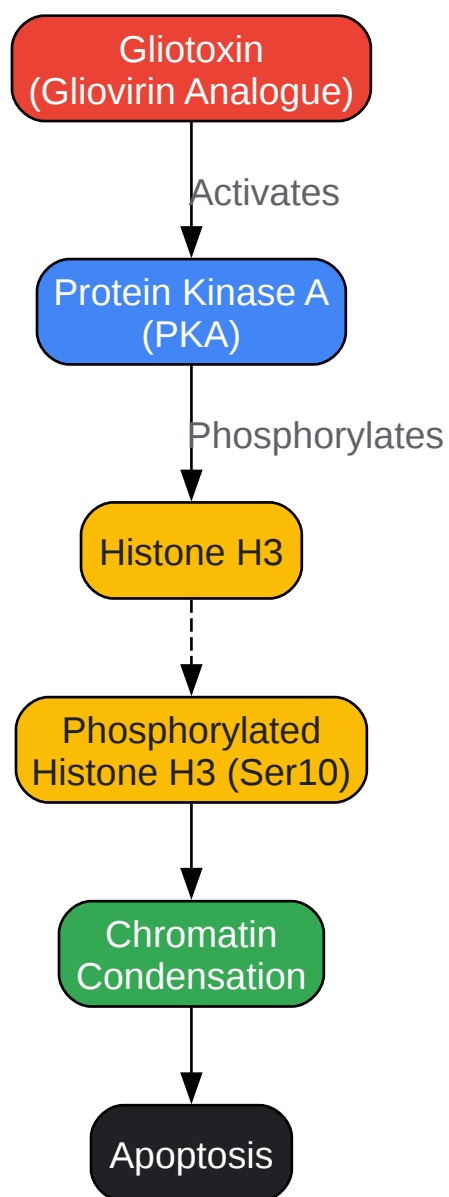 Gliotoxin
(Gliovirin Analogue)
Activates
Protein Kinase A
(PKA)
Phosphorylates
Histone H3
Phosphorylated
Histone H3 (Ser10)
Chromatin
Condensation
Apoptosis